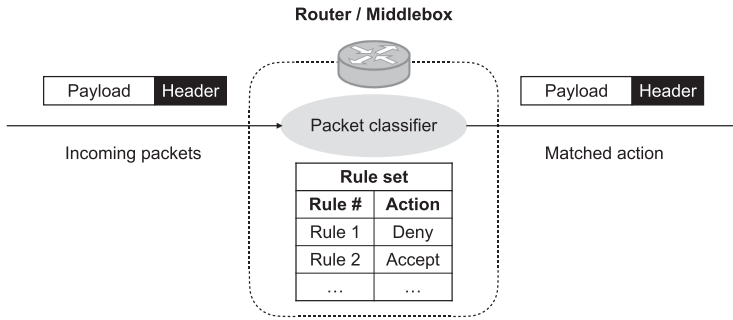 Router / Middlebox
Payload Header
Payload Header
Packet classifier
Incoming packets
Matched action
Rule set
Rule # Action
Rule 1 Deny
Rule 2 Accept
... ...